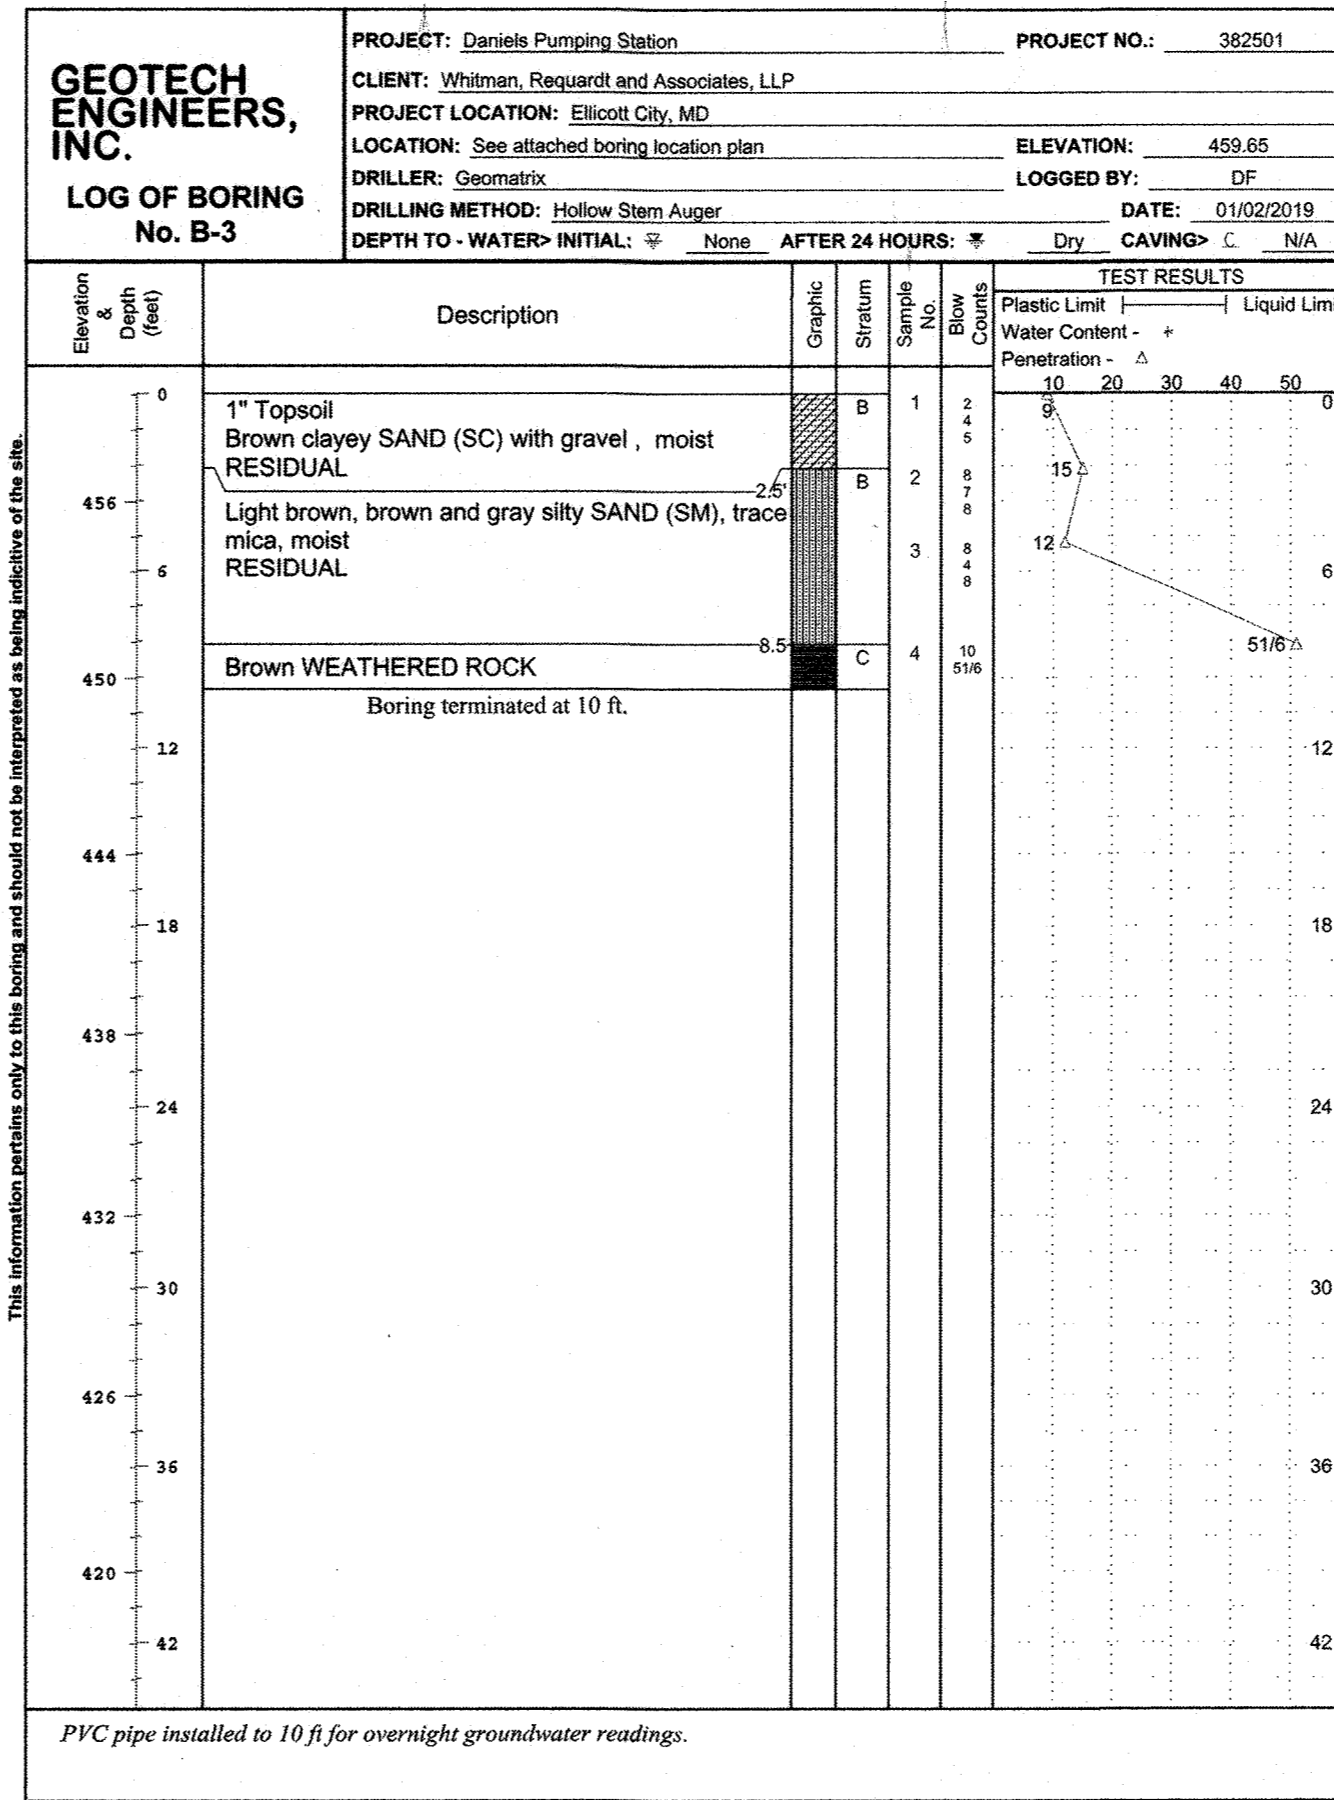 GEOTECH
ENGINEERS,
INC.
LOG OF BORING
No. B-3
PROJECT: Daniels Pumping Station PROJECT NO.: 382501
CLIENT: Whitman, Requardt and Associates, LLP
PROJECT LOCATION: Ellicott City, MD
LOCATION: See attached boring location plan ELEVATION: 459.65
DRILLER: Geomatrix LOGGED BY: DF
DRILLING METHOD: Hollow Stem Auger DATE: 01/02/2019
DEPTH TO - WATER> INITIAL: None AFTER 24 HOURS: Dry CAVING> C N/A
Elevation
&
Depth
(feet)
Description
Graphic
Stratum
Sample
No.
Blow
Counts
TEST RESULTS
Plastic Limit Liquid Limi
Water Content - *
Penetration - △
10 20 30 40 50
0
1" Topsoil
Brown clayey SAND (SC) with gravel , moist
RESIDUAL
2.5'
B 1 2
4
5
9
0
456
Light brown, brown and gray silty SAND (SM), trace
mica, moist
RESIDUAL
B 2 8
7
8
15
3 8
4
8
12
6 6
8.5
Brown WEATHERED ROCK
C 4 10
51/6
51/6
450
Boring terminated at 10 ft.
12 12
444
18 18
438
24 24
432
30 30
426
36 36
420
42 42
PVC pipe installed to 10 ft for overnight groundwater readings.
This information pertains only to this boring and should not be interpreted as being indicitive of the site.